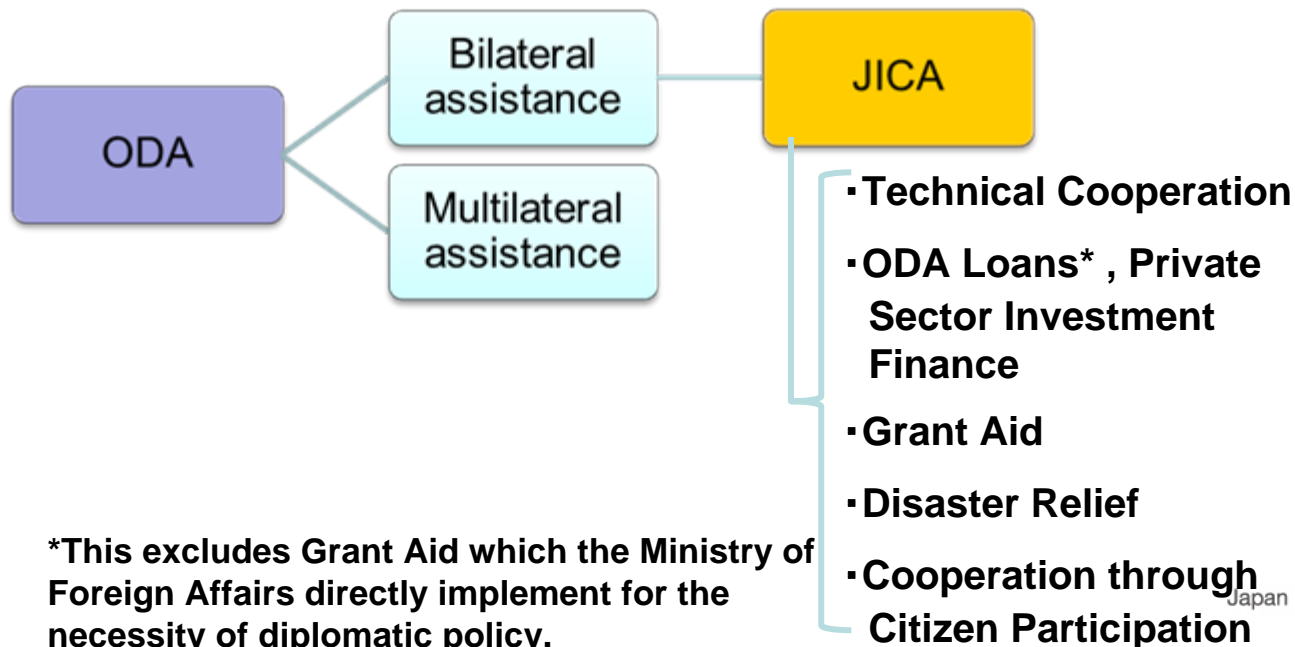 ODA
Bilateral
assistance
Multilateral
assistance
JICA
▪Technical Cooperation
▪ODA Loans* , Private
Sector Investment
Finance
▪Grant Aid
▪Disaster Relief
▪Cooperation through
Citizen Participation
Japan
*This excludes Grant Aid which the Ministry of
Foreign Affairs directly implement for the
necessity of diplomatic policy.